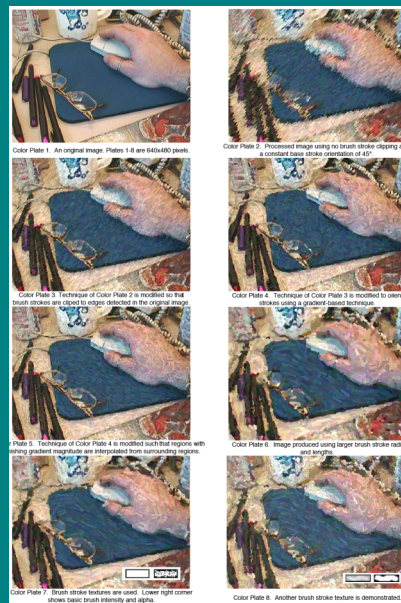 Color Plate 1. An original image. Plates 1-8 are 640x480 pixels.
Color Plate 2. Processed image using no brush stroke clipping a
a constant base stroke orientation of 45°.
Color Plate 3. Technique of Color Plate 2 is modified so that
brush strokes are cliped to edges detected in the original image.
Color Plate 4. Technique of Color Plate 3 is modified to orien
strokes using a gradient-based technique.
r Plate 5. Technique of Color Plate 4 is modified such that regions with
nishing gradient magnitude are interpolated from surrounding regions.
Color Plate 6. Image produced using larger brush stroke radi
and lengths.
Color Plate 7. Brush stroke textures are used. Lower right corner
shows basic brush intensity and alpha.
Color Plate 8. Another brush stroke texture is demonstrated.